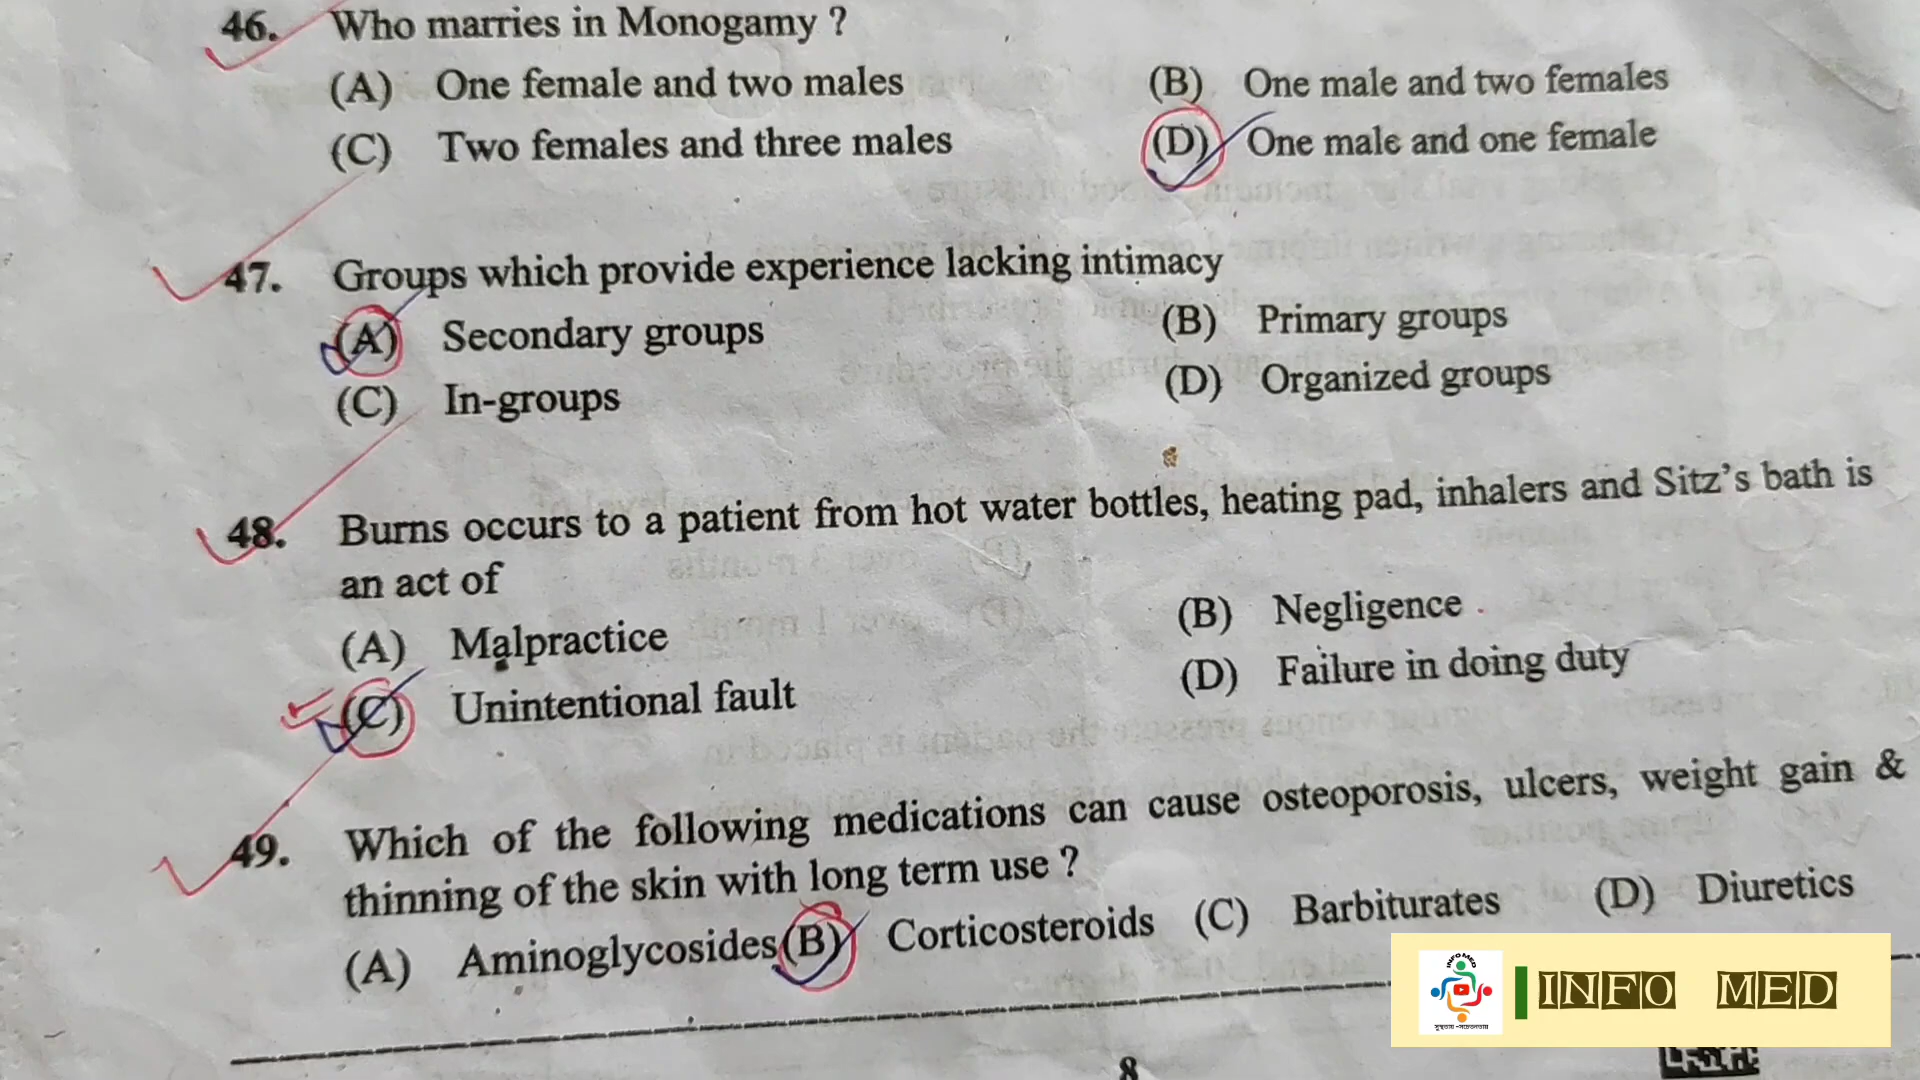 46. Who marries in Monogamy ?
(A) One female and two males (B) One male and two females
(C) Two females and three males (D) One male and one female
47. Groups which provide experience lacking intimacy
(A) Secondary groups (B) Primary groups
(C) In-groups (D) Organized groups
48. Burns occurs to a patient from hot water bottles, heating pad, inhalers and Sitz's bath is
an act of
(A) Malpractice (B) Negligence
(C) Unintentional fault (D) Failure in doing duty
49. Which of the following medications can cause osteoporosis, ulcers, weight gain &
thinning of the skin with long term use ?
(A) Aminoglycosides (B) Corticosteroids (C) Barbiturates (D) Diuretics
INFO MED
INFO MED
8